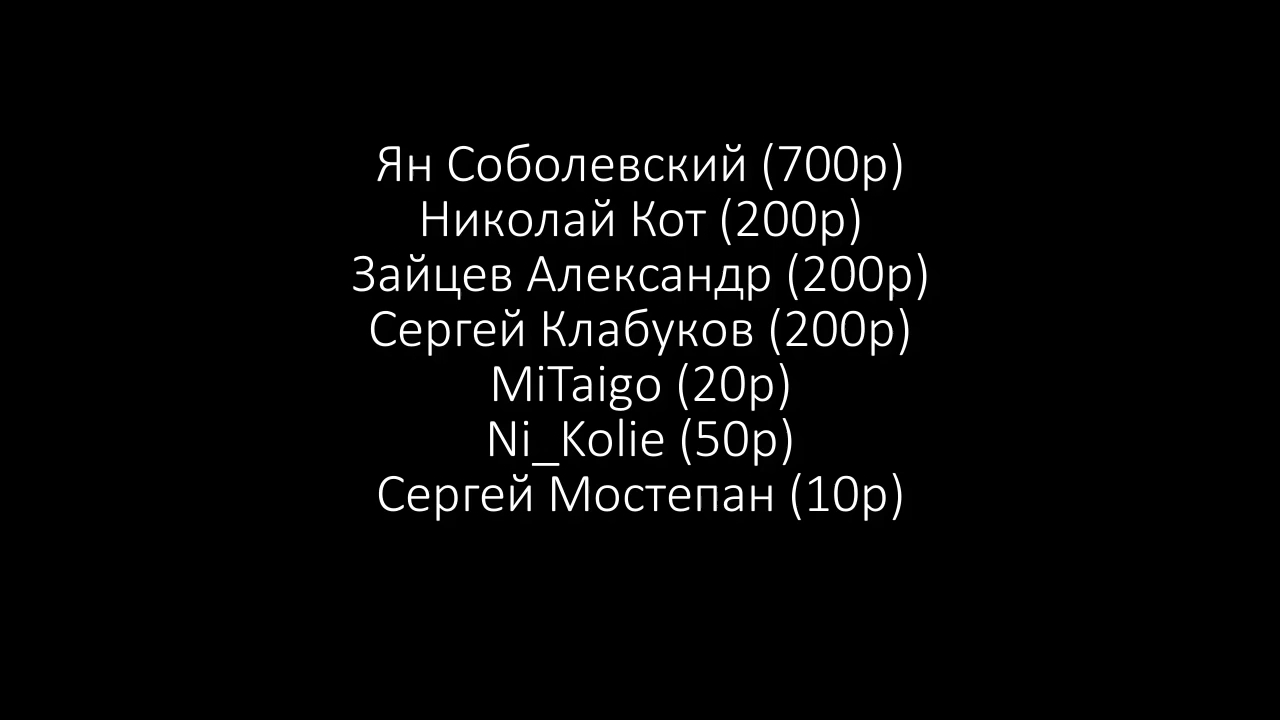 Ян Соболевский (700р)
Николай Кот (200р)
Зайцев Александр (200р)
Сергей Клабуков (200р)
MiTaigo (20р)
Ni_Kolie (50р)
Сергей Мостепан (10р)